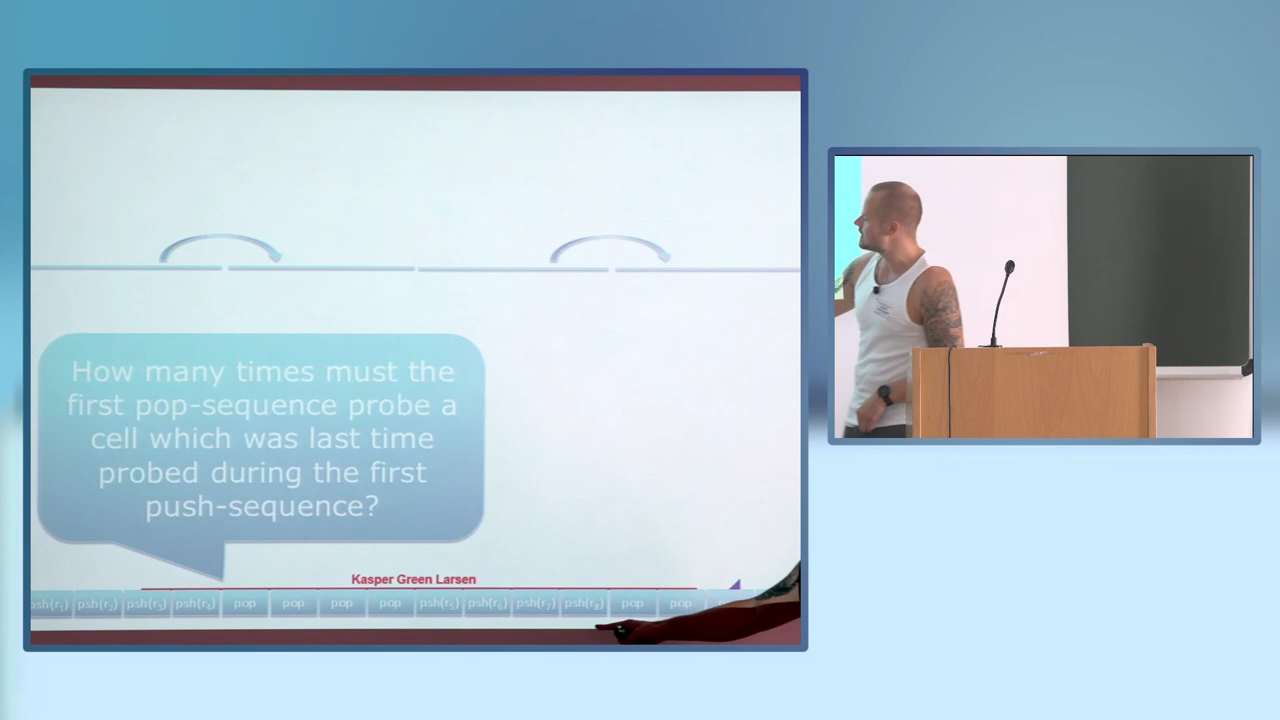 How many times must the
first pop-sequence probe a
cell which was last time
probed during the first
push-sequence?
Kasper Green Larsen
psh(r₁) psh(r₂) psh(r₃) psh(r₄) pop pop pop pop psh(r₅) psh(r₆) psh(r₇) psh(r₈) pop pop